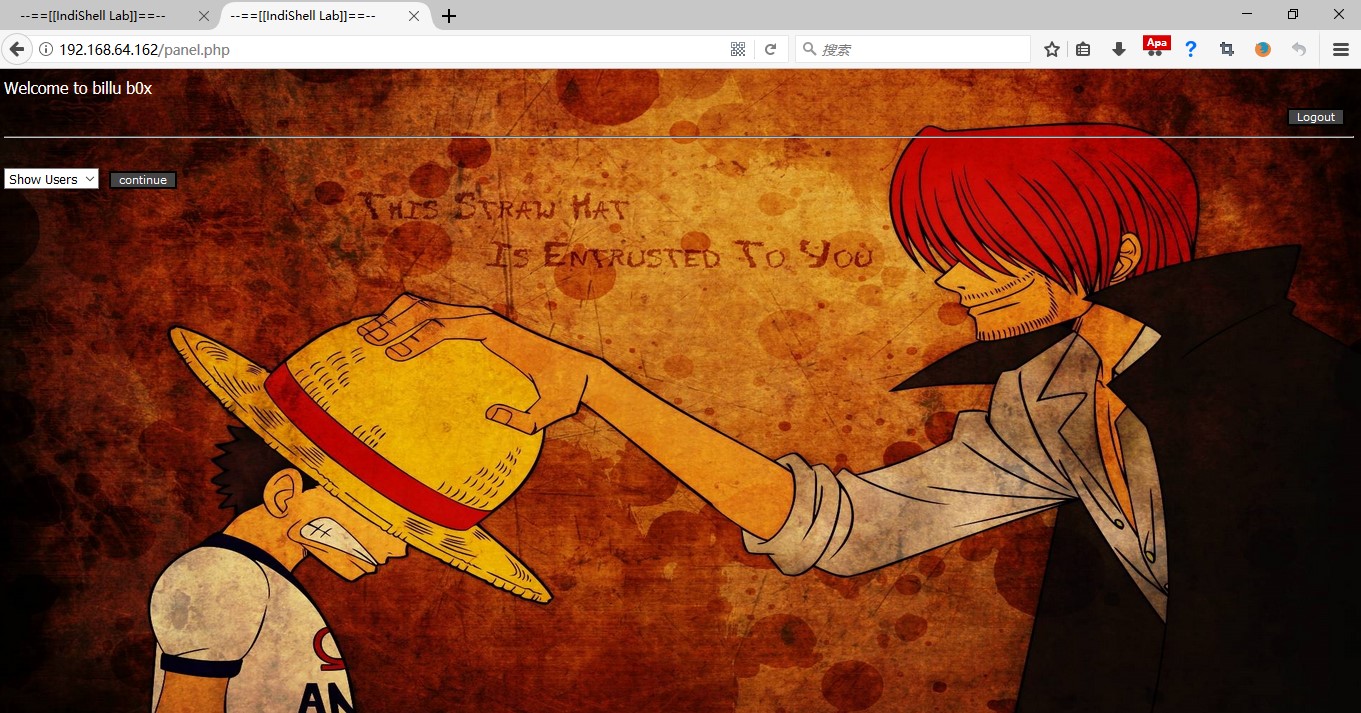 --==[[IndiShell Lab]]==--
--==[[IndiShell Lab]]==--
192.168.64.162/panel.php
搜索
Apa
Welcome to billu b0x
Logout
Show Users
continue
This Straw Hat
Is Entrusted To You
AN